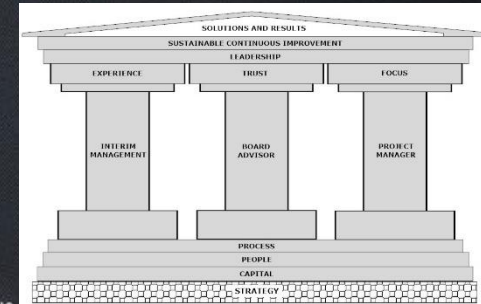 SOLUTIONS AND RESULTS
SUSTAINABLE CONTINUOUS IMPROVEMENT
LEADERSHIP
EXPERIENCE
TRUST
FOCUS
INTERIM
MANAGEMENT
BOARD
ADVISOR
PROJECT
MANAGER
PROCESS
PEOPLE
CAPITAL
STRATEGY